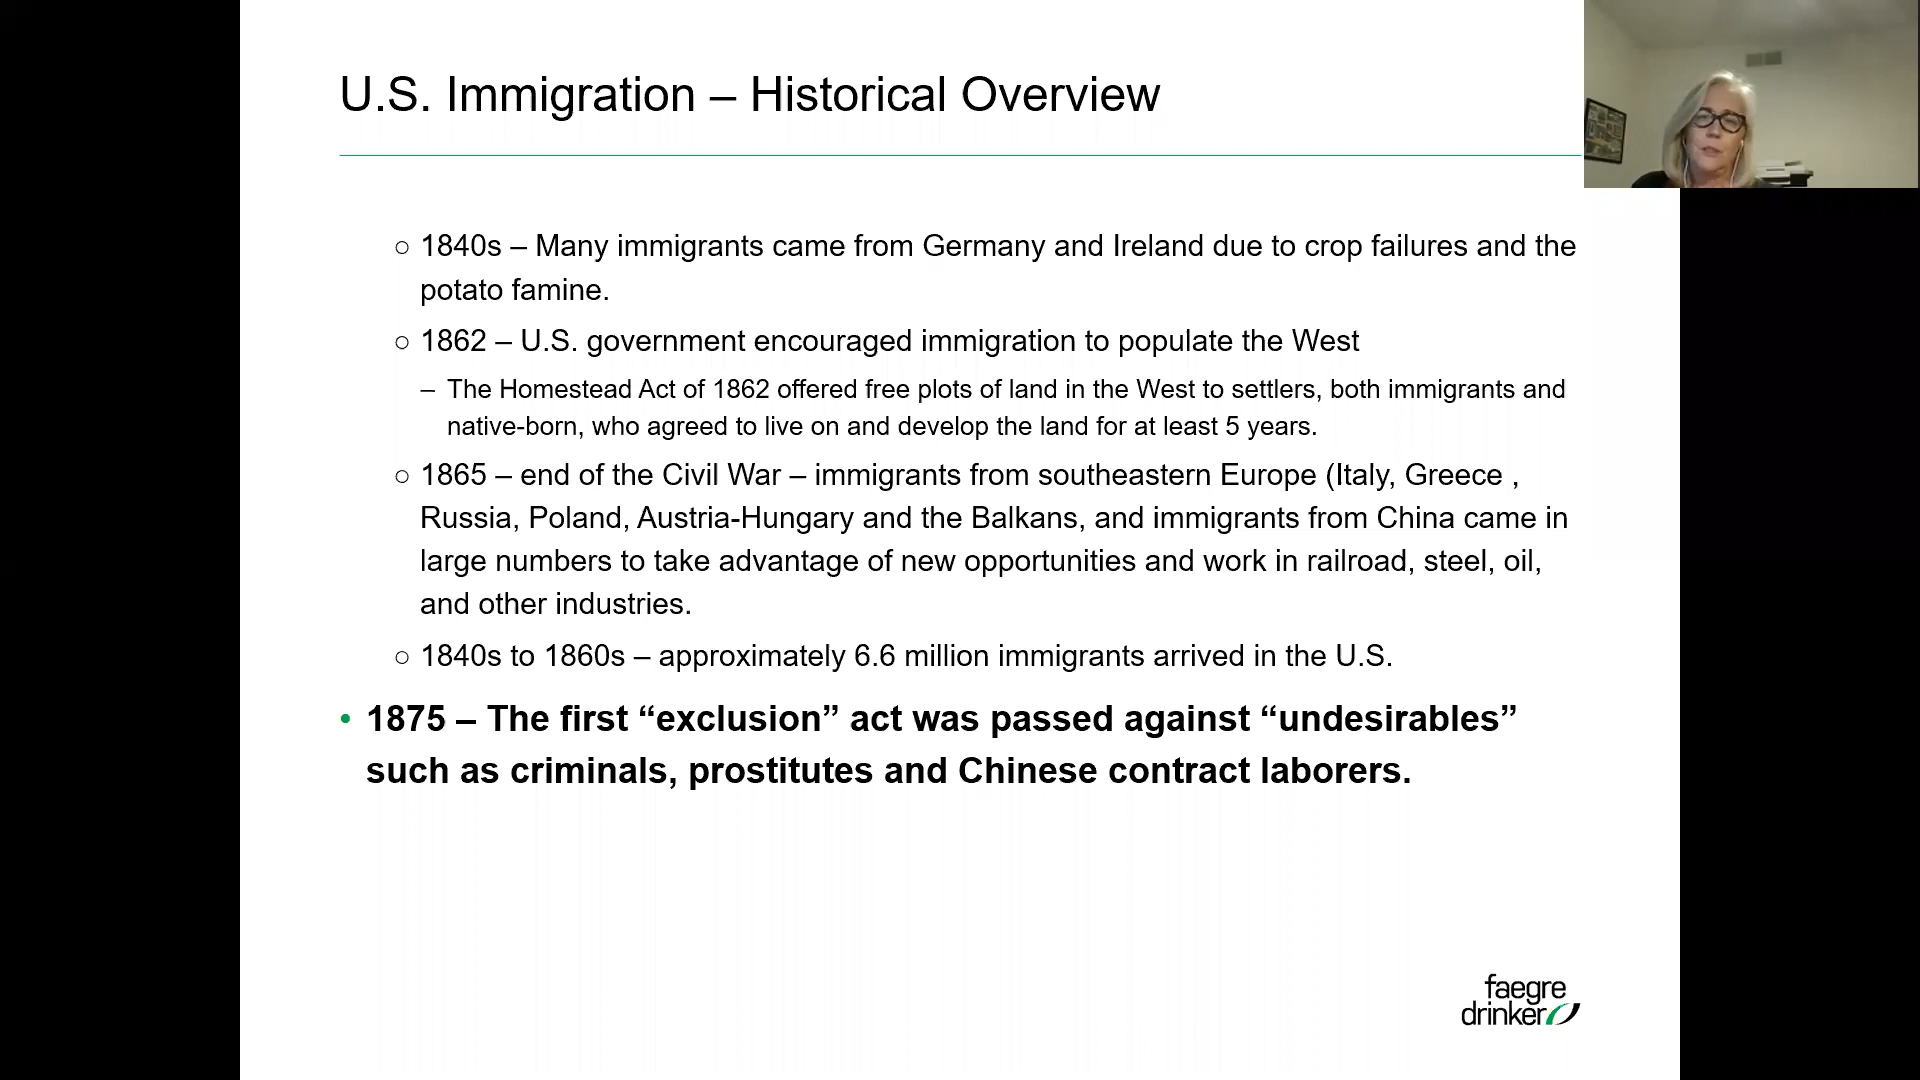 U.S. Immigration – Historical Overview
○ 1840s – Many immigrants came from Germany and Ireland due to crop failures and the
potato famine.
○ 1862 – U.S. government encouraged immigration to populate the West
– The Homestead Act of 1862 offered free plots of land in the West to settlers, both immigrants and
native-born, who agreed to live on and develop the land for at least 5 years.
○ 1865 – end of the Civil War – immigrants from southeastern Europe (Italy, Greece ,
Russia, Poland, Austria-Hungary and the Balkans, and immigrants from China came in
large numbers to take advantage of new opportunities and work in railroad, steel, oil,
and other industries.
○ 1840s to 1860s – approximately 6.6 million immigrants arrived in the U.S.
• 1875 – The first “exclusion” act was passed against “undesirables”
such as criminals, prostitutes and Chinese contract laborers.
faegre
drinker